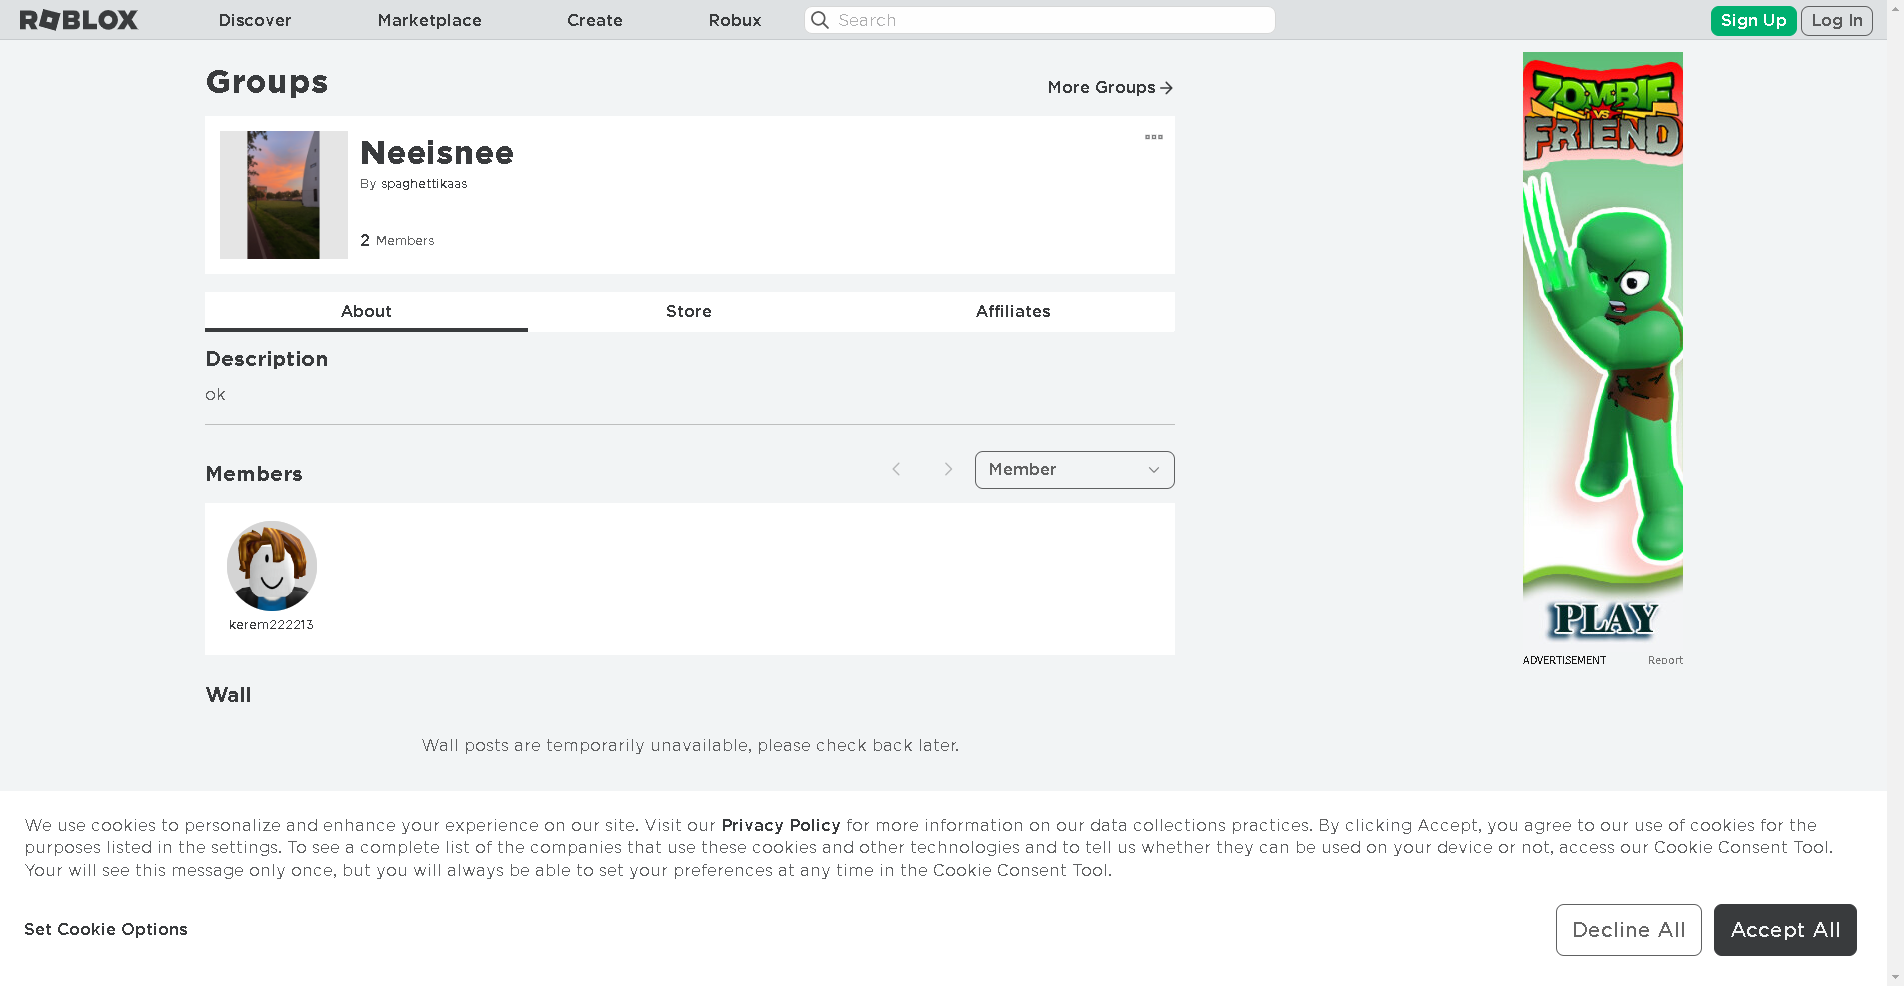 ROBLOX
Discover
Marketplace
Create
Robux
Search
Sign Up
Log In
Groups
More Groups
Neeisnee
By spaghettikaas
2 Members
About
Store
Affiliates
Description
ok
Members
Member
kerem222213
Wall
Wall posts are temporarily unavailable, please check back later.
ZOMBIE
VS
FRIEND
PLAY
ADVERTISEMENT
Report
We use cookies to personalize and enhance your experience on our site. Visit our Privacy Policy for more information on our data collections practices. By clicking Accept, you agree to our use of cookies for the
purposes listed in the settings. To see a complete list of the companies that use these cookies and other technologies and to tell us whether they can be used on your device or not, access our Cookie Consent Tool.
Your will see this message only once, but you will always be able to set your preferences at any time in the Cookie Consent Tool.
Set Cookie Options
Decline All
Accept All